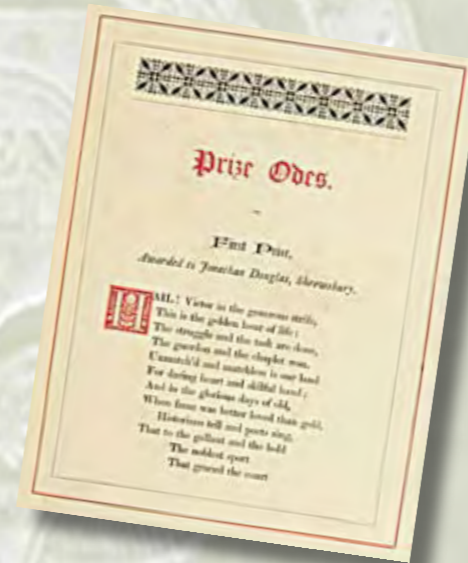 Prize Odes.
First Prize,
Awarded to Jonathan Douglas, Shrewsbury.
HAIL! Victor in the generous strife,
This is the golden hour of life;
The struggle and the task are done,
The guerdon and the chaplet won,
Unmatch'd and matchless is our land
For daring heart and skilful hand;
And in the glorious days of old,
When fame was better loved than gold,
Historians tell and poets sing,
That to the gallant and the bold
The noblest sport
That graced the court